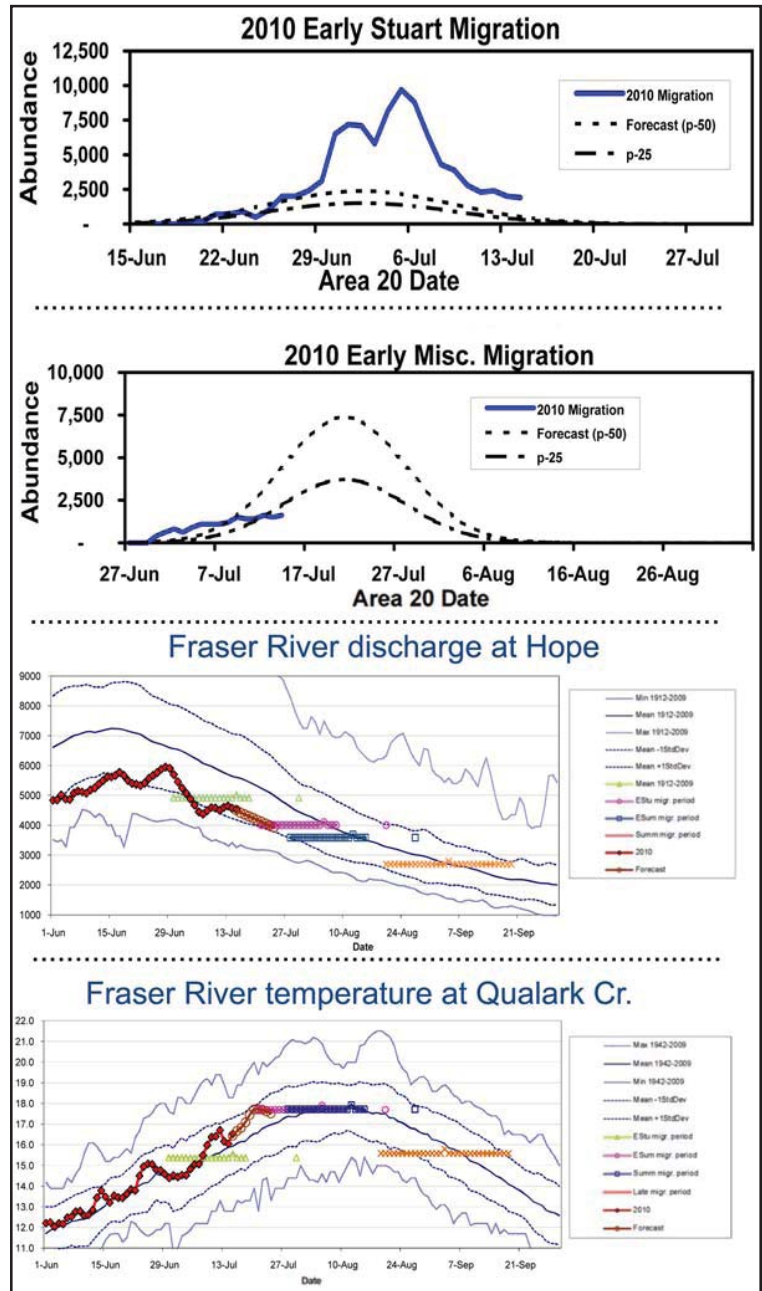 2010 Early Stuart Migration
Abundance
12,500
10,000
7,500
5,000
2,500
-
2010 Migration
Forecast (p-50)
p-25
15-Jun 22-Jun 29-Jun 6-Jul 13-Jul 20-Jul 27-Jul
Area 20 Date
2010 Early Misc. Migration
Abundance
10,000
7,500
5,000
2,500
-
2010 Migration
Forecast (p-50)
p-25
27-Jun 7-Jul 17-Jul 27-Jul 6-Aug 16-Aug 26-Aug
Area 20 Date
Fraser River discharge at Hope
9000
8000
7000
6000
5000
4000
3000
2000
1000
Min 1912-2009
Mean 1912-2009
Max 1912-2009
Mean -1StdDev
Mean +1StdDev
Mean 1912-2009
EStu migr. period
ESum migr. period
Summ migr. period
2010
Forecast
1-Jun 15-Jun 29-Jun 13-Jul 27-Jul 10-Aug 24-Aug 7-Sep 21-Sep
Date
Fraser River temperature at Qualark Cr.
22.0
21.0
20.0
19.0
18.0
17.0
16.0
15.0
14.0
13.0
12.0
11.0
Max 1942-2009
Mean 1942-2009
Min 1942-2009
Mean -1StdDev
Mean +1StdDev
EStu migr. period
ESum migr. period
Summ migr. period
Late migr. period
2010
Forecast
1-Jun 15-Jun 29-Jun 13-Jul 27-Jul 10-Aug 24-Aug 7-Sep 21-Sep
Date